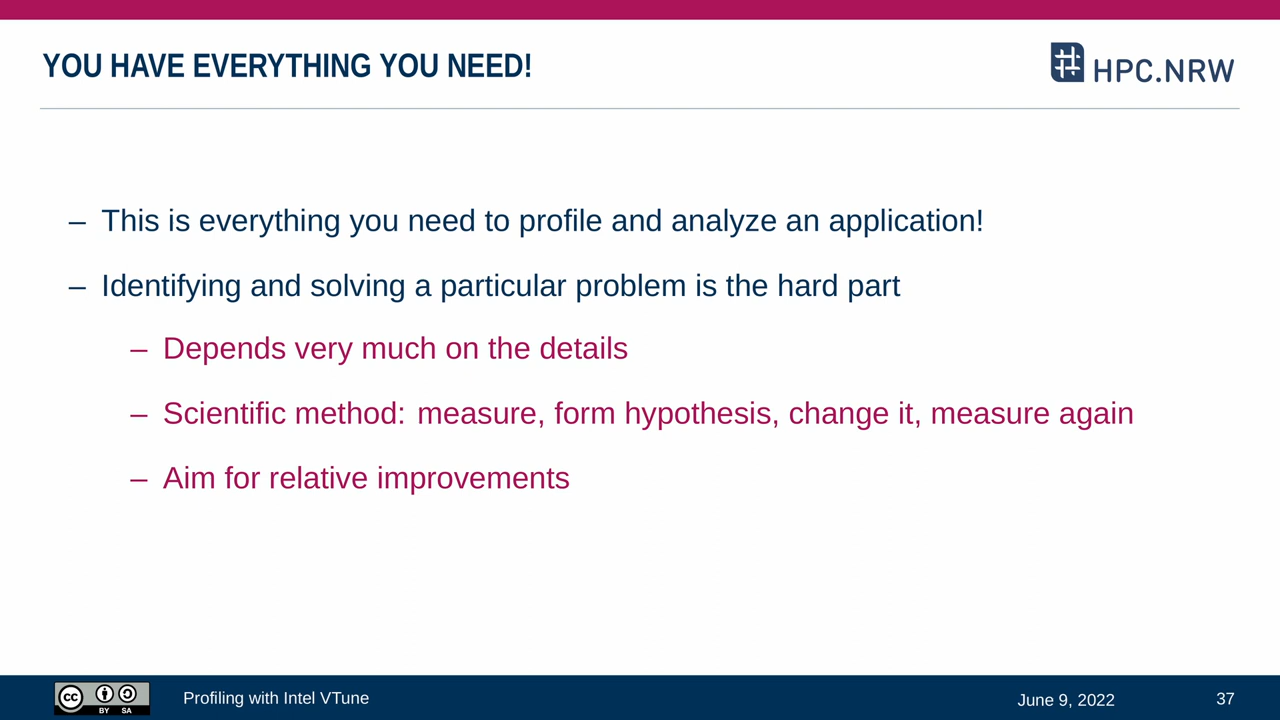 YOU HAVE EVERYTHING YOU NEED!
HPC.NRW
– This is everything you need to profile and analyze an application!
– Identifying and solving a particular problem is the hard part
– Depends very much on the details
– Scientific method: measure, form hypothesis, change it, measure again
– Aim for relative improvements
cc BY SA
Profiling with Intel VTune
June 9, 2022
37